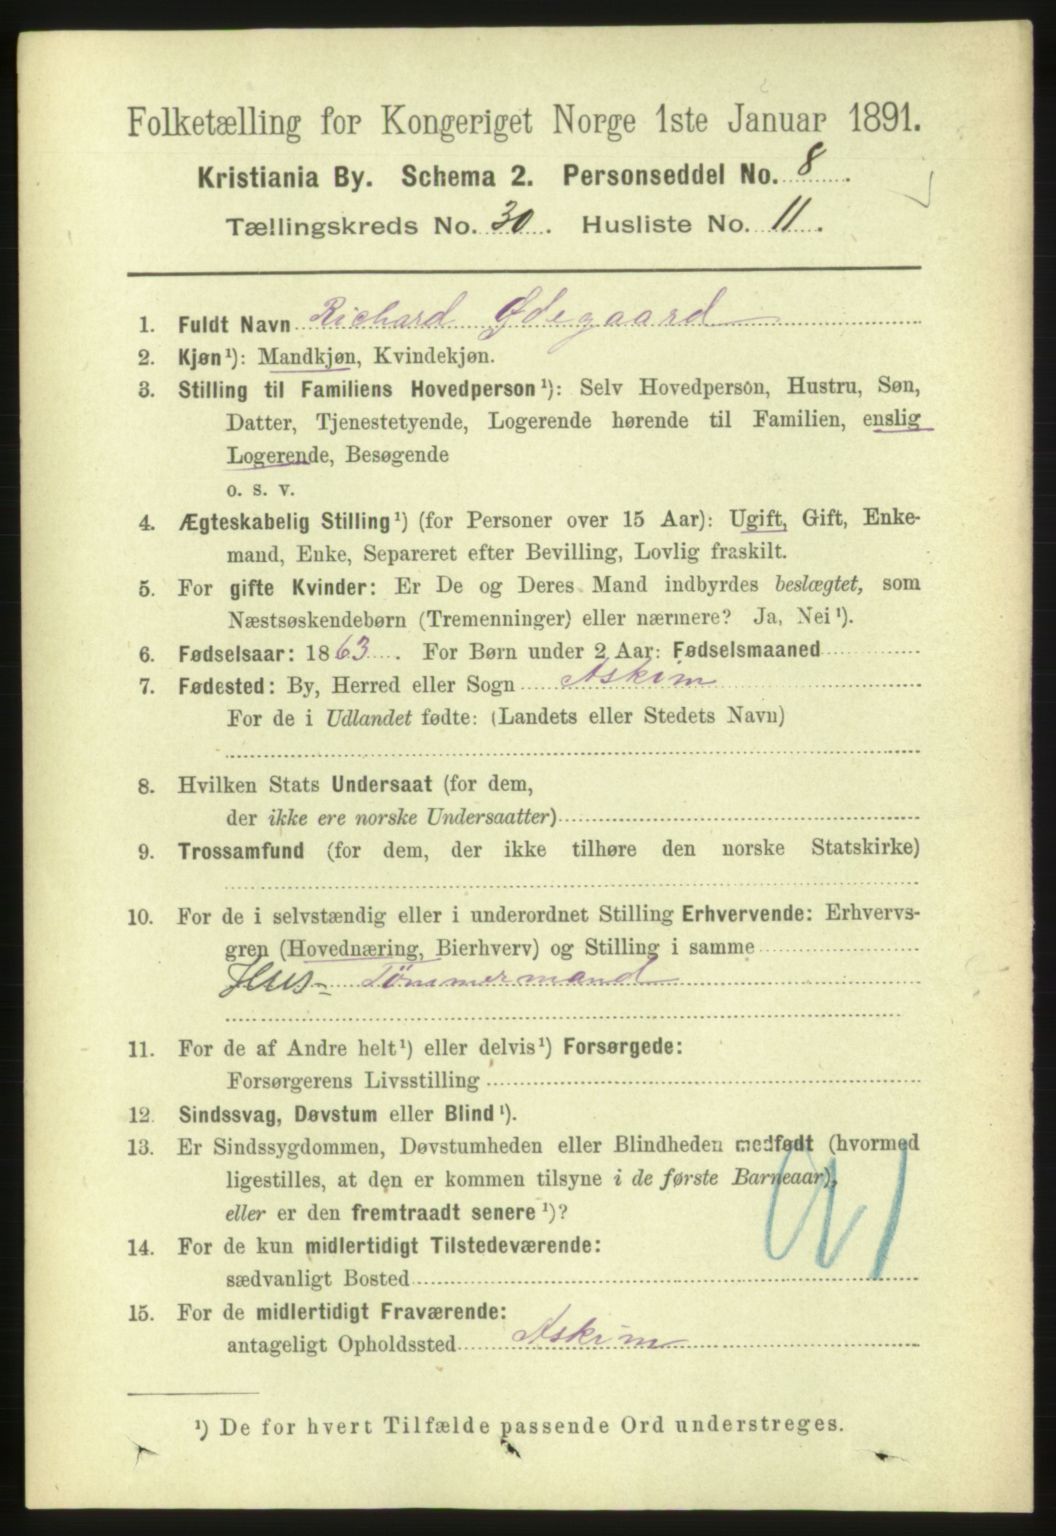 Folketælling for Kongeriget Norge 1ste Januar 1891.
Kristiania By. Schema 2. Personseddel No. 8.
Tællingskreds No. 30. Husliste No. 11.
1. Fuldt Navn Richard Ødegaard
2. Kjøn¹): Mandkjøn, Kvindekjøn.
3. Stilling til Familiens Hovedperson¹): Selv Hovedperson, Hustru, Søn,
Datter, Tjenestetyende, Logerende hørende til Familien, enslig
Logerende, Besøgende
o. s. v.
4. Ægteskabelig Stilling¹) (for Personer over 15 Aar): Ugift, Gift, Enke-
mand, Enke, Separeret efter Bevilling, Lovlig fraskilt.
5. For gifte Kvinder: Er De og Deres Mand indbyrdes beslægtet, som
Næstsøskendebørn (Tremenninger) eller nærmere? Ja, Nei¹).
6. Fødselsaar: 1863. For Børn under 2 Aar: Fødselsmaaned
7. Fødested: By, Herred eller Sogn Askim
For de i Udlandet fødte: (Landets eller Stedets Navn)
8. Hvilken Stats Undersaat (for dem,
der ikke ere norske Undersaatter)
9. Trossamfund (for dem, der ikke tilhøre den norske Statskirke)
10. For de i selvstændig eller i underordnet Stilling Erhvervende: Erhvervs-
gren (Hovednæring, Bierhverv) og Stilling i samme
Hus- Tömmermand
11. For de af Andre helt¹) eller delvis¹) Forsørgede:
Forsørgerens Livsstilling
12. Sindssvag, Døvstum eller Blind¹).
13. Er Sindssygdommen, Døvstumheden eller Blindheden medfødt (hvormed
ligestilles, at den er kommen tilsyne i de første Barneaar),
eller er den fremtraadt senere¹)?
14. For de kun midlertidigt Tilstedeværende:
sædvanligt Bosted
15. For de midlertidigt Fraværende:
antageligt Opholdssted Askim
¹) De for hvert Tilfælde passende Ord understreges.